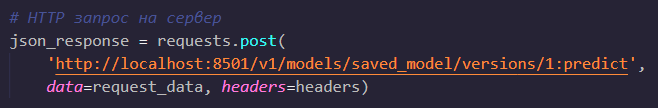 # HTTP запрос на сервер
json_response = requests.post(
'http://localhost:8501/v1/models/saved_model/versions/1:predict',
data=request_data, headers=headers)